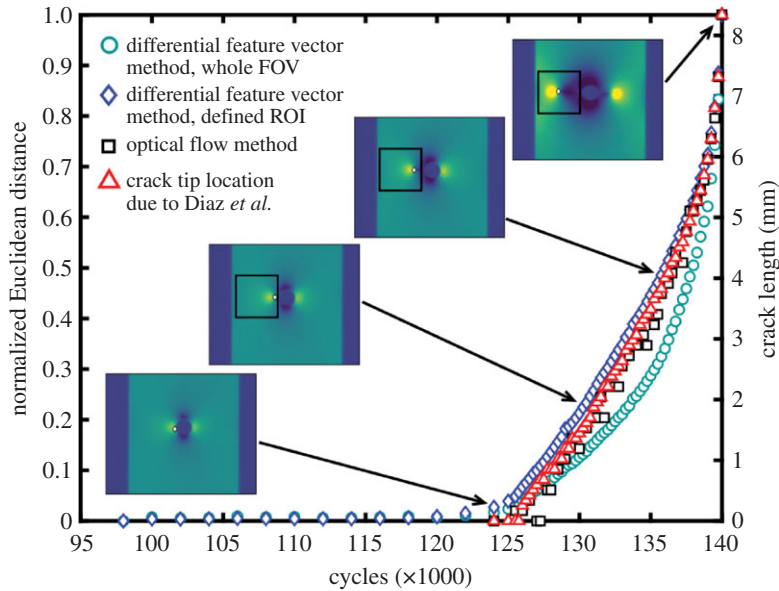 1.0
0.9
0.8
0.7
0.6
0.5
0.4
0.3
0.2
0.1
0
normalized Euclidean distance
differential feature vector
method, whole FOV
differential feature vector
method, defined ROI
optical flow method
crack tip location
due to Diaz et al.
8
7
6
5
4
3
2
1
0
crack length (mm)
95 100 105 110 115 120 125 130 135 140
cycles (×1000)